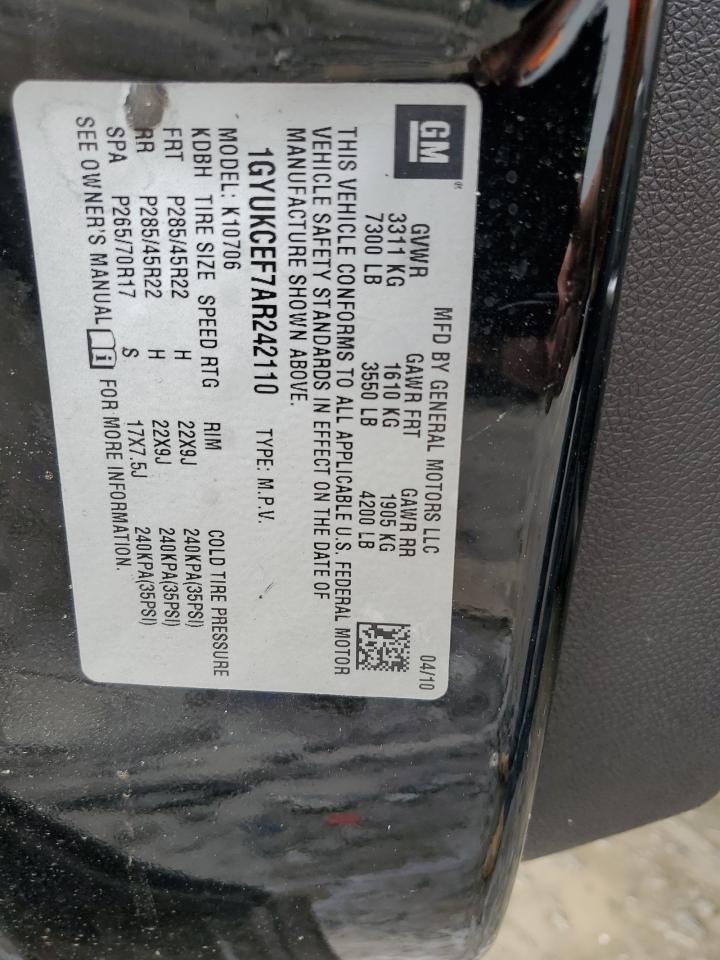 GM
MFD BY GENERAL MOTORS LLC 04/10
GVWR GAWR FRT GAWR RR
3311 KG 1610 KG 1905 KG
7300 LB 3550 LB 4200 LB
THIS VEHICLE CONFORMS TO ALL APPLICABLE U.S. FEDERAL MOTOR
VEHICLE SAFETY STANDARDS IN EFFECT ON THE DATE OF
MANUFACTURE SHOWN ABOVE.
1GYUKCEF7AR242110 TYPE: M.P.V.
MODEL: K10706
KDBH TIRE SIZE SPEED RTG RIM COLD TIRE PRESSURE
FRT P285/45R22 H 22X9J 240KPA(35PSI)
RR P285/45R22 H 22X9J 240KPA(35PSI)
SPA P265/70R17 S 17X7.5J 240KPA(35PSI)
SEE OWNER'S MANUAL FOR MORE INFORMATION.